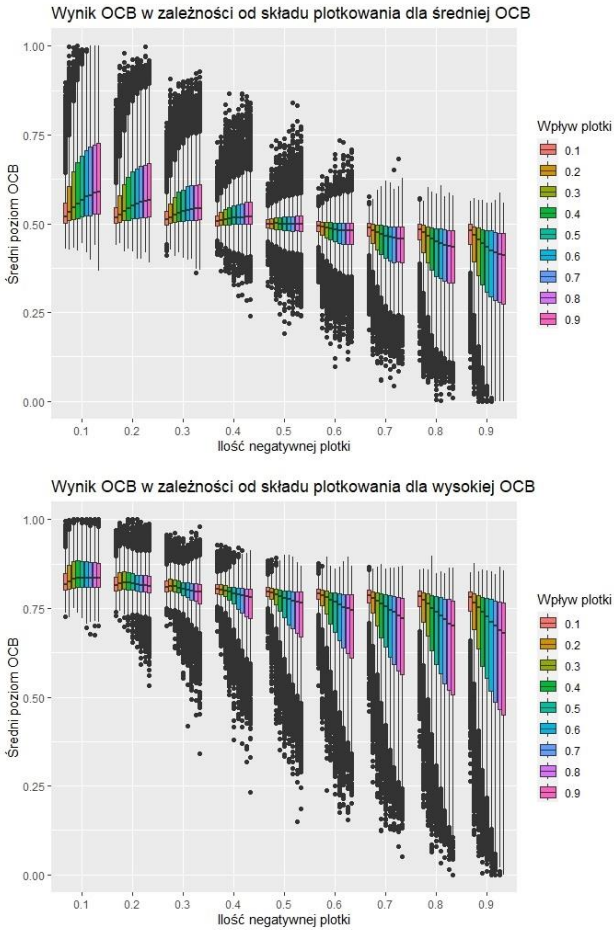 Wynik OCB w zależności od składu plotkowania dla średniej OCB
1.00
0.75
0.50
0.25
0.00
Średni poziom OCB
0.1 0.2 0.3 0.4 0.5 0.6 0.7 0.8 0.9
Ilość negatywnej plotki
Wpływ plotki
0.1
0.2
0.3
0.4
0.5
0.6
0.7
0.8
0.9
Wynik OCB w zależności od składu plotkowania dla wysokiej OCB
1.00
0.75
0.50
0.25
0.00
Średni poziom OCB
0.1 0.2 0.3 0.4 0.5 0.6 0.7 0.8 0.9
Ilość negatywnej plotki
Wpływ plotki
0.1
0.2
0.3
0.4
0.5
0.6
0.7
0.8
0.9